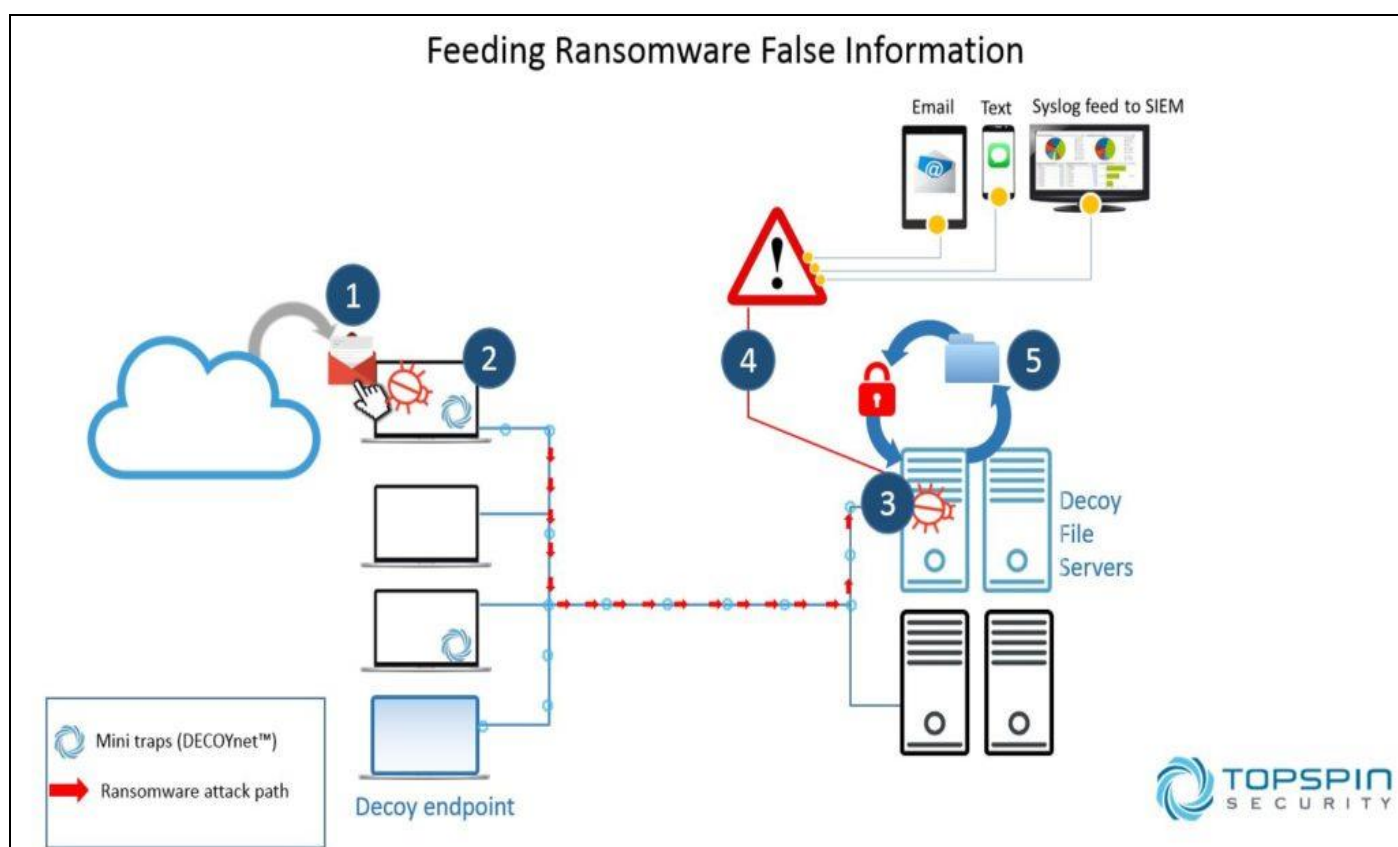 Feeding Ransomware False Information
Email
Text
Syslog feed to SIEM
@
!
1
2
4
5
3
Decoy
File
Servers
Mini traps (DECOYnet™)
Ransomware attack path
Decoy endpoint
TOPSPIN
SECURITY